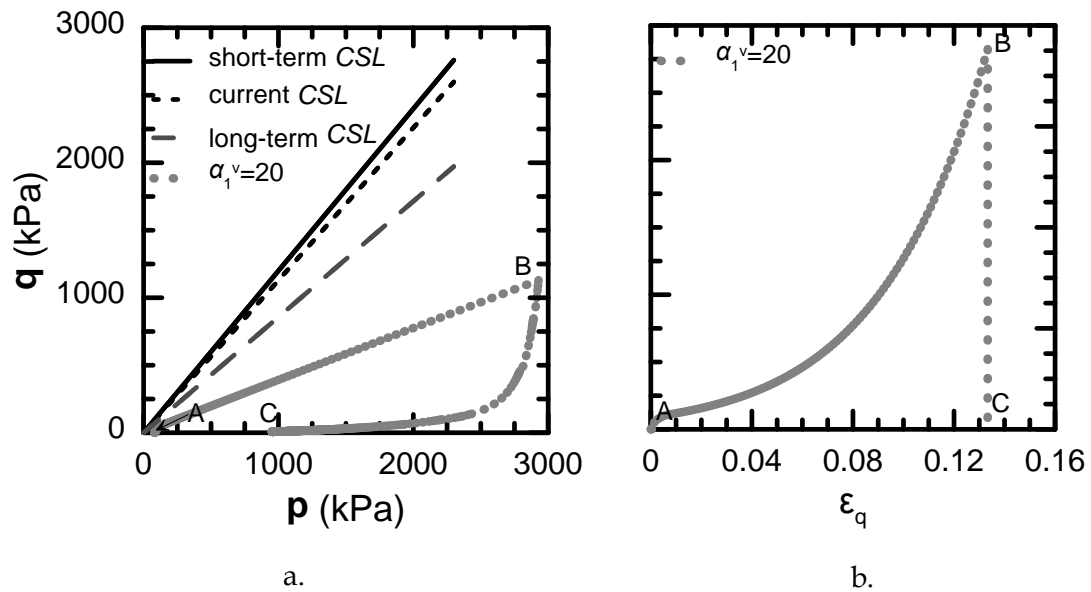 3000
2000
1000
0
q (kPa)
short-term CSL
current CSL
long-term CSL
α₁ᵛ=20
A
B
C
0
1000
2000
3000
p (kPa)
a.
α₁ᵛ=20
A
B
C
0
0.04
0.08
0.12
0.16
εq
b.